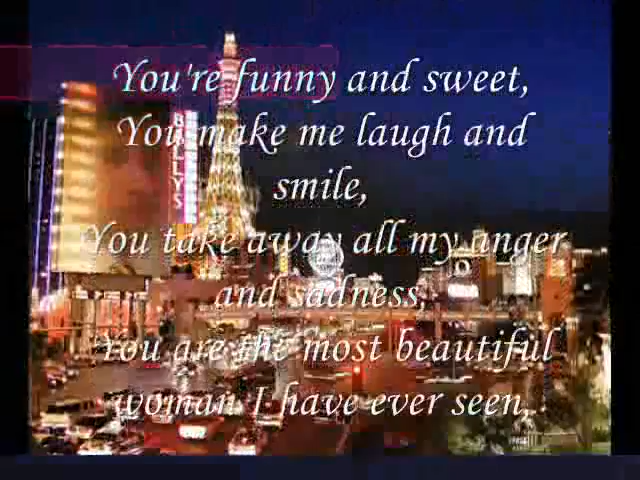 You're funny and sweet,
You make me laugh and
smile,
You take away all my anger
and sadness,
You are the most beautiful
woman I have ever seen,
BALLYS